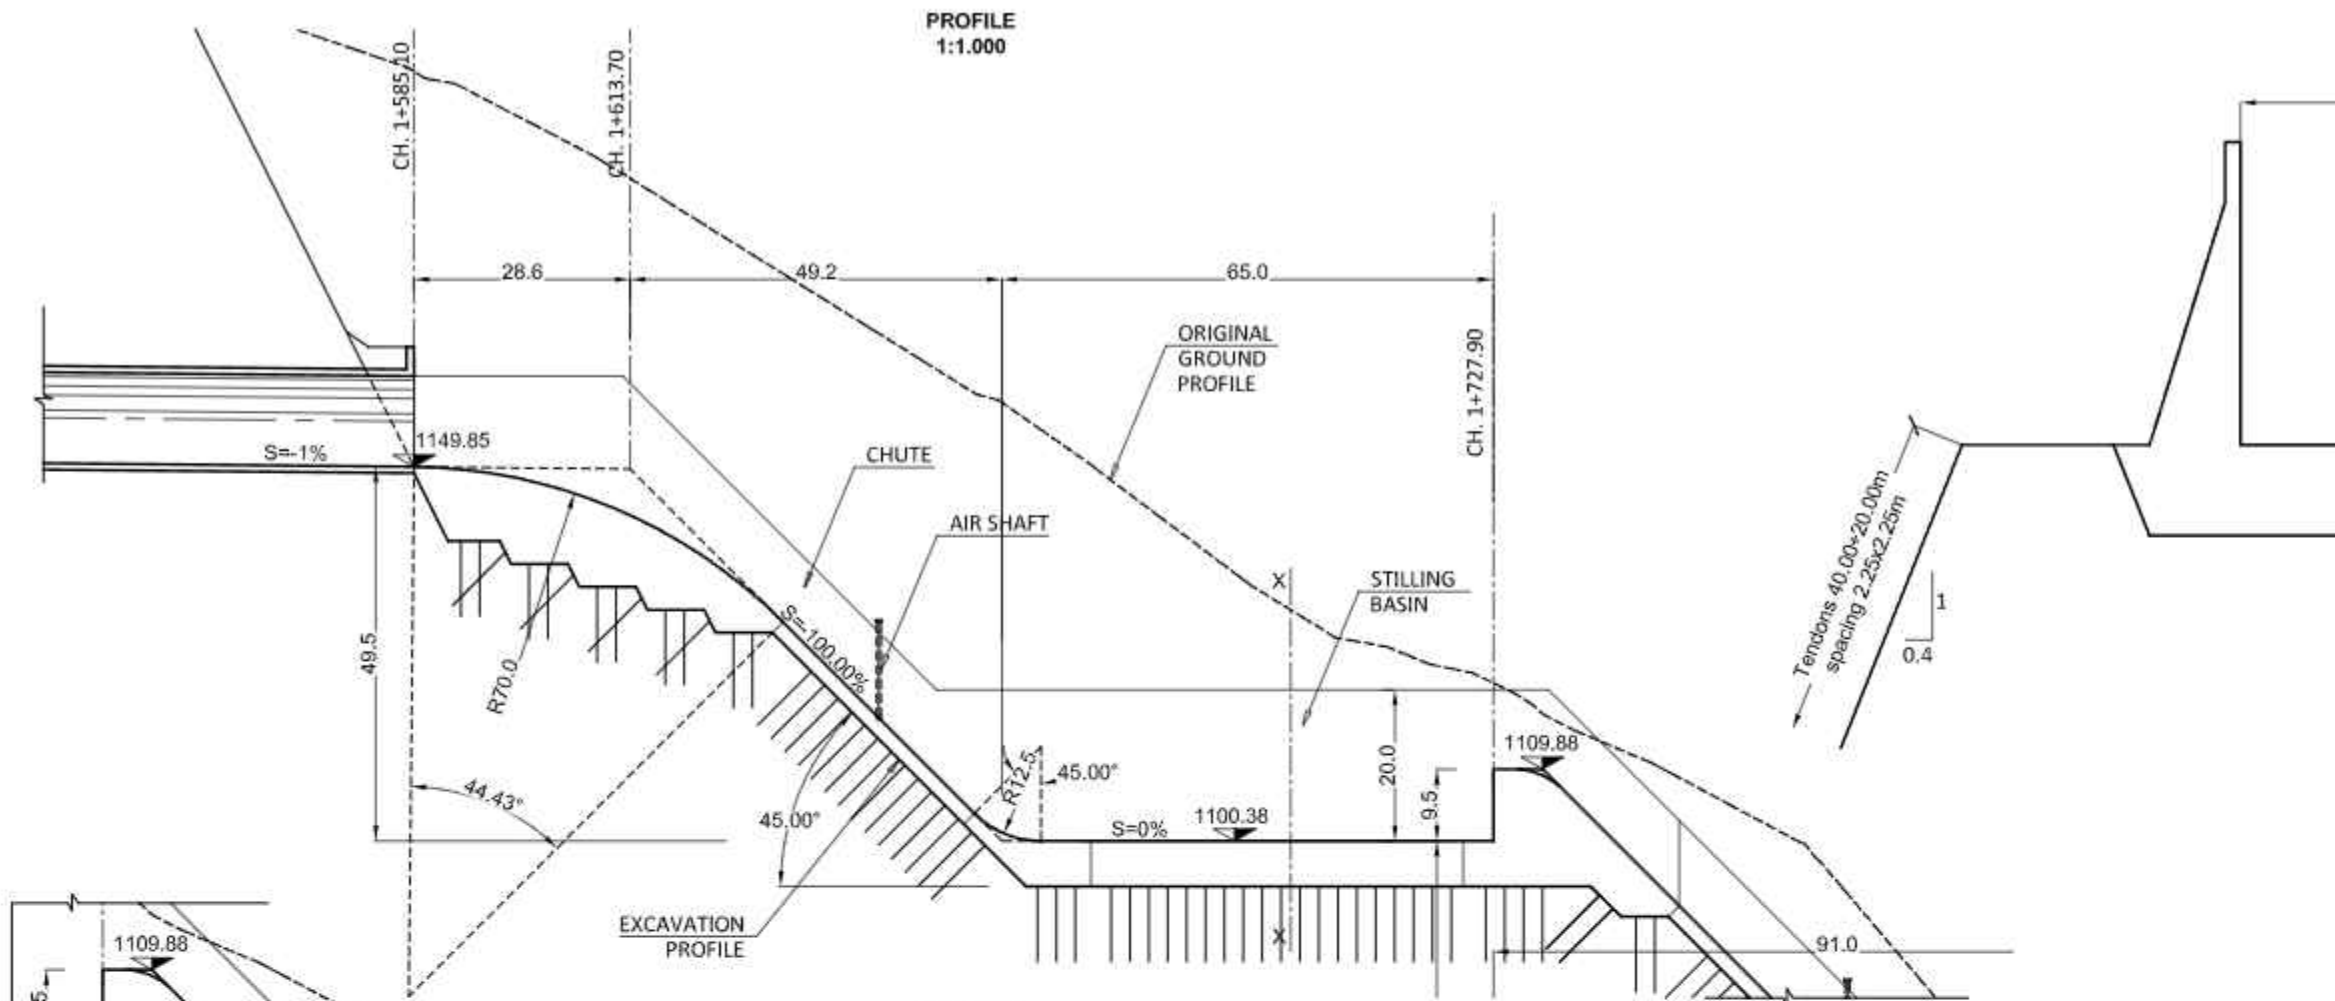 PROFILE
1:1.000
CH. 1+585.10
CH. 1+613.70
28.6
49.2
65.0
CH. 1+727.90
ORIGINAL
GROUND
PROFILE
1149.85
S=-1%
CHUTE
AIR SHAFT
X
STILLING
BASIN
Tendons 40.00÷20.00m
spacing 2.25x2.25m
1
0.4
49.5
R70.0
S=-100.00%
1109.88
R12.5
45.00°
20.0
9.5
44.43°
45.00°
S=0%
1100.38
EXCAVATION
PROFILE
X
1109.88
91.0
5